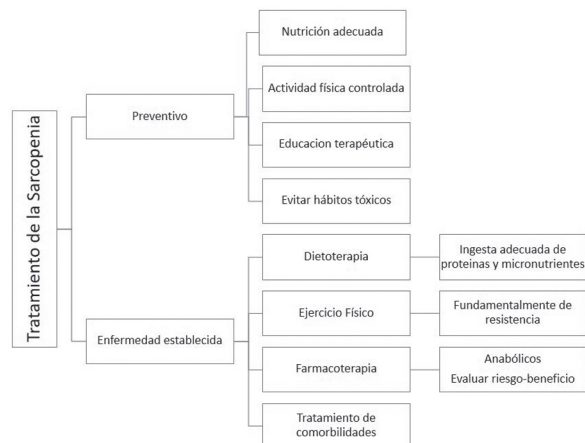 Tratamiento de la Sarcopenia
Preventivo
Nutrición adecuada
Actividad física controlada
Educacion terapéutica
Evitar hábitos tóxicos
Enfermedad establecida
Dietoterapia
Ingesta adecuada de
proteinas y micronutrientes
Ejercicio Físico
Fundamentalmente de
resistencia
Farmacoterapia
Anabólicos
Evaluar riesgo-beneficio
Tratamiento de
comorbilidades